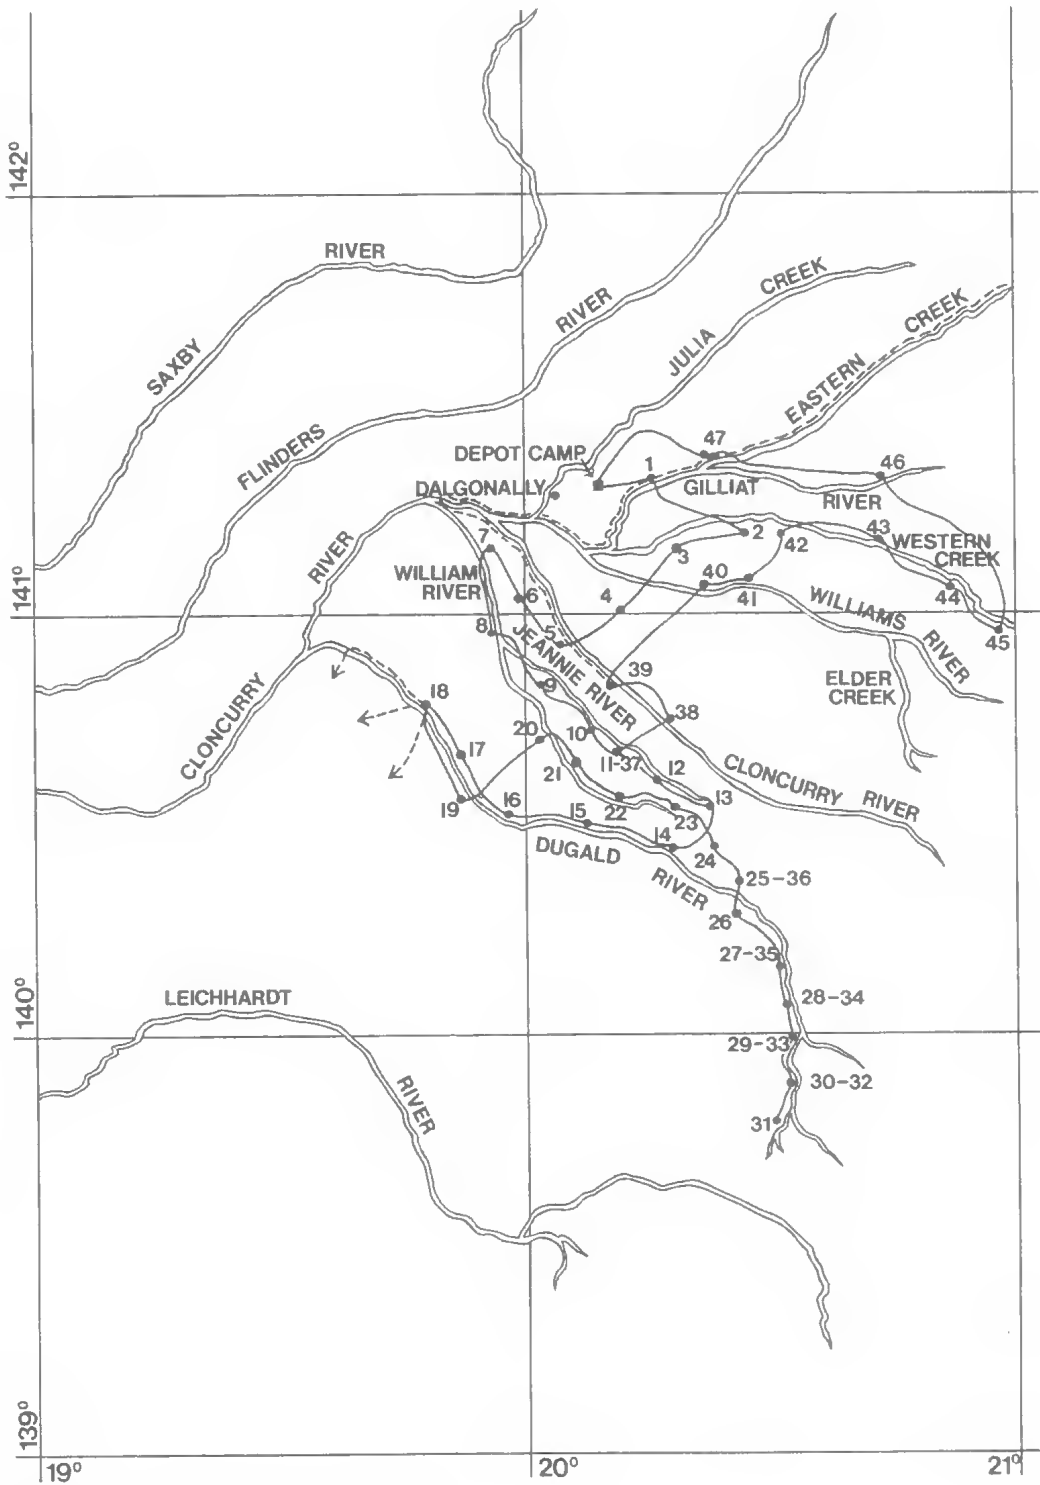 142°
RIVER
SAXBY
RIVER
FLINDERS
JULIA
CREEK
EASTERN
CREEK
DEPOT CAMP
DALGONALLY
47
1
GILLIAT
RIVER
46
2
42
43
WESTERN
CREEK
3
40
41
44
45
4
WILLIAMS
RIVER
ELDER
CREEK
141°
RIVER
CLONCURRY
7
WILLIAM
RIVER
6
5
8
JEANNIE RIVER
9
39
38
10
11-37
12
13
CLONCURRY
RIVER
18
17
20
21
19
16
15
22
23
14
24
DUGALD
RIVER
25-36
26
27-35
28-34
29-33
30-32
31
140°
LEICHHARDT
RIVER
139°
19°
20°
21°